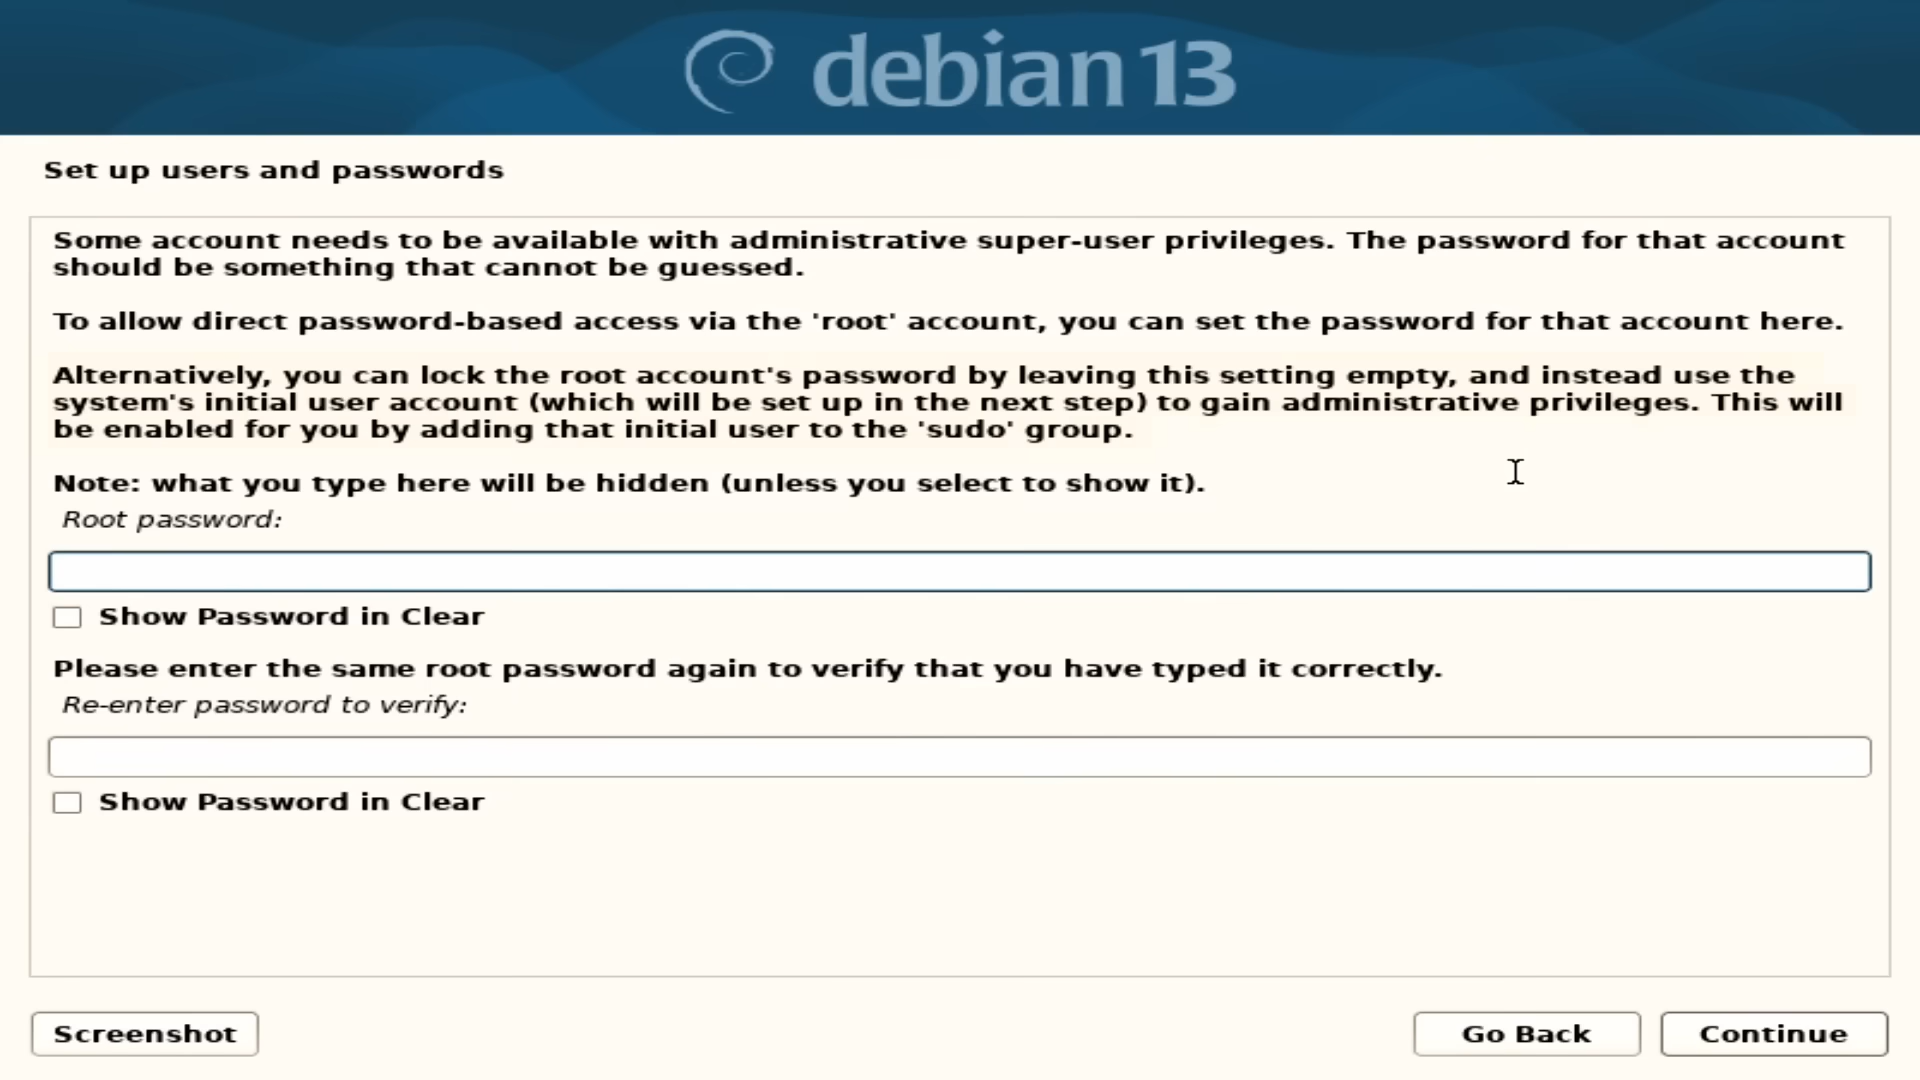 debian 13
Set up users and passwords
Some account needs to be available with administrative super-user privileges. The password for that account
should be something that cannot be guessed.
To allow direct password-based access via the 'root' account, you can set the password for that account here.
Alternatively, you can lock the root account's password by leaving this setting empty, and instead use the
system's initial user account (which will be set up in the next step) to gain administrative privileges. This will
be enabled for you by adding that initial user to the 'sudo' group.
Note: what you type here will be hidden (unless you select to show it).
Root password:
Show Password in Clear
Please enter the same root password again to verify that you have typed it correctly.
Re-enter password to verify:
Show Password in Clear
Screenshot
Go Back
Continue